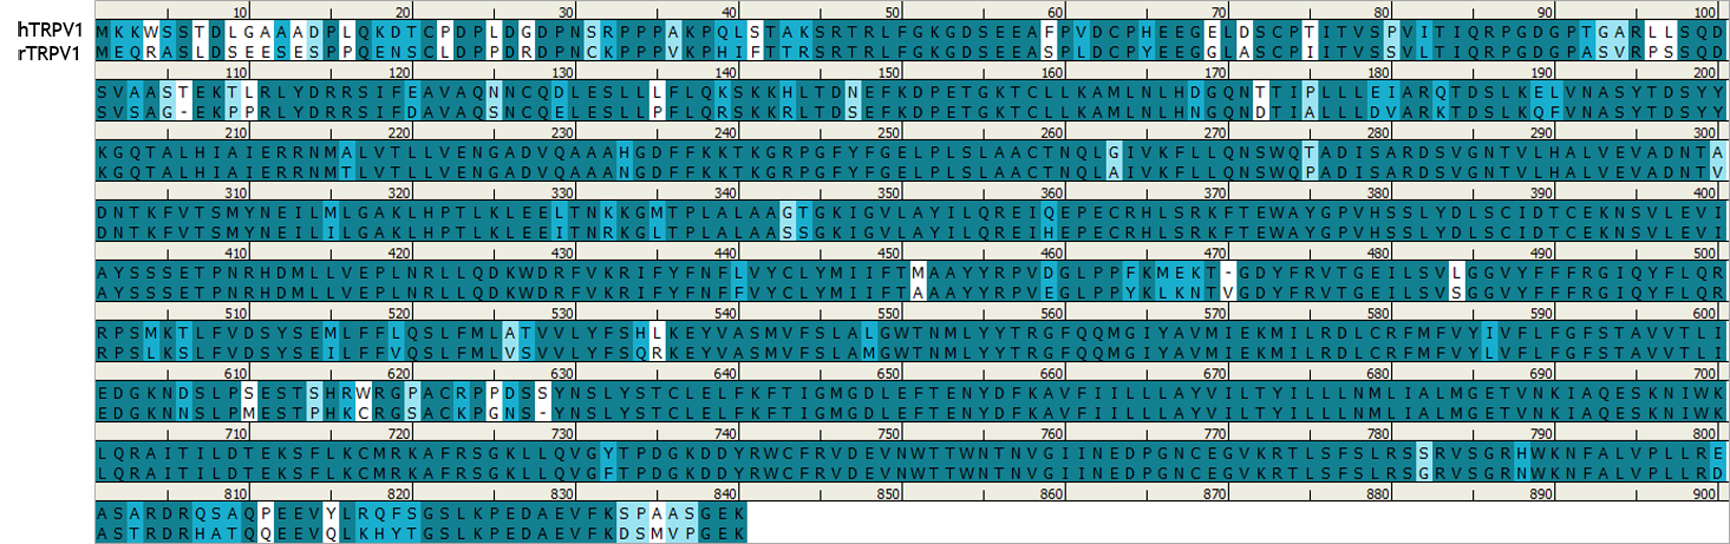 10 20 30 40 50 60 70 80 90 100
hTRPV1 MKKWSSTDLGAAADPLQKDTCPDPLDGDPNSRPPPAKPQLSTAKSRTRLFGKGDSEEAFPVDCPHEEGELDSCPTITVSPVITIQRPGDGPTGARLLSQD
rTRPV1 MEQRASLDSEESESPPQENSCLDPPDRDPNCKPPPVKPHIFTTRSRTRLFGKGDSEEASPLDCPYEEGGLASCPIITVSSVLTIQRPGDGPASVRPSSQD
110 120 130 140 150 160 170 180 190 200
SVAASTEKTLRLYDRRSIFEAVAQNNCQDLESLLLFLQKSKKHLTDNEFKDPETGKTCLLKAMLNLHDGQNTTIPLLLEIARQTDSLKELVNASYTDSYY
SVSAG-EKPPRLYDRRSIFDAVAQSNCQELESLLPFLQRSKKRLTDSEFKDPETGKTCLLKAMLNLHNGQNDTIALLLDVARKTDSLKQFVNASYTDSYY
210 220 230 240 250 260 270 280 290 300
KGQTALHIAIERRNMALVTLLVENGADVQAAAHGDFFKKTKGRPGFYFGELPLSLAACTNQLGIVKFLLQNSWQTADISARDSVGNTVLHALVEVADNTA
KGQTALHIAIERRNMTLVTLLVENGADVQAAANGDFFKKTKGRPGFYFGELPLSLAACTNQLAIVKFLLQNSWQPADISARDSVGNTVLHALVEVADNTV
310 320 330 340 350 360 370 380 390 400
DNTKFVTSMYNEILMLGAKLHPTLKLEELTNKKGMTPLALAAGTGKIGVLAYILQREIQEPECRHLSRKFTEWAYGPVHSSLYDLSCIDTCEKNSVLEVI
DNTKFVTSMYNEILILGAKLHPTLKLEEITNRKGLTPLALAASSGKIGVLAYILQREIHEPECRHLSRKFTEWAYGPVHSSLYDLSCIDTCEKNSVLEVI
410 420 430 440 450 460 470 480 490 500
AYSSSETPNRHDMLLVEPLNRLLQDKWDRFVKRIFYFNFLVYCLYMIIFTMAAYYRPVDGLPPFKMEKT-GDYFRVTGEILSVLGGVYFFFRGIQYFLQR
AYSSSETPNRHDMLLVEPLNRLLQDKWDRFVKRIFYFNFFVYCLYMIIFTAAAYYRPVEGLPPYKLKNTVGDYFRVTGEILSVSGGVYFFFRGIQYFLQR
510 520 530 540 550 560 570 580 590 600
RPSMKTLFVDSYSEMLFFLQSLFMLATVVLYFSHLKEYVASMVFSLALGWTNMLYYTRGFQQMGIYAVMIEKMILRDLCRFMFVYIVFLFGFSTAVVTLI
RPSLKSLFVDSYSEILFFVQSLFMLVSVVLYFSQRKEYVASMVFSLAMGWTNMLYYTRGFQQMGIYAVMIEKMILRDLCRFMFVYLVFLFGFSTAVVTLI
610 620 630 640 650 660 670 680 690 700
EDGKNDSLPSESTSHRWRGPACRPPDSSYNSLYSTCLELFKFTIGMGDLEFTENYDFKAVFIILLLAYVILTYILLLNMLIALMGETVNKIAQESKNIWK
EDGKNNSLPMESTPHKCRGSACKPGNS-YNSLYSTCLELFKFTIGMGDLEFTENYDFKAVFIILLLAYVILTYILLLNMLIALMGETVNKIAQESKNIWK
710 720 730 740 750 760 770 780 790 800
LQRAITILDTEKSFLKCMRKAFRSGKLLQVGYTPDGKDDYRWCFRVDEVNWTTWNTNVGIINEDPGNCEGVKRTLSFSLRSSRVSGRHWKNFALVPLLRE
LQRAITILDTEKSFLKCMRKAFRSGKLLQVGFTPDGKDDYRWCFRVDEVNWTTWNTNVGIINEDPGNCEGVKRTLSFSLRSGRVSGRNWKNFALVPLLRD
810 820 830 840 850 860 870 880 890 900
ASARDRQSAQPEEVYLRQFSGSLKPEDAEVFKSPAASGEK
ASTRDRHATQQEEVQLKHYTGSLKPEDAEVFKDSMVPGEK